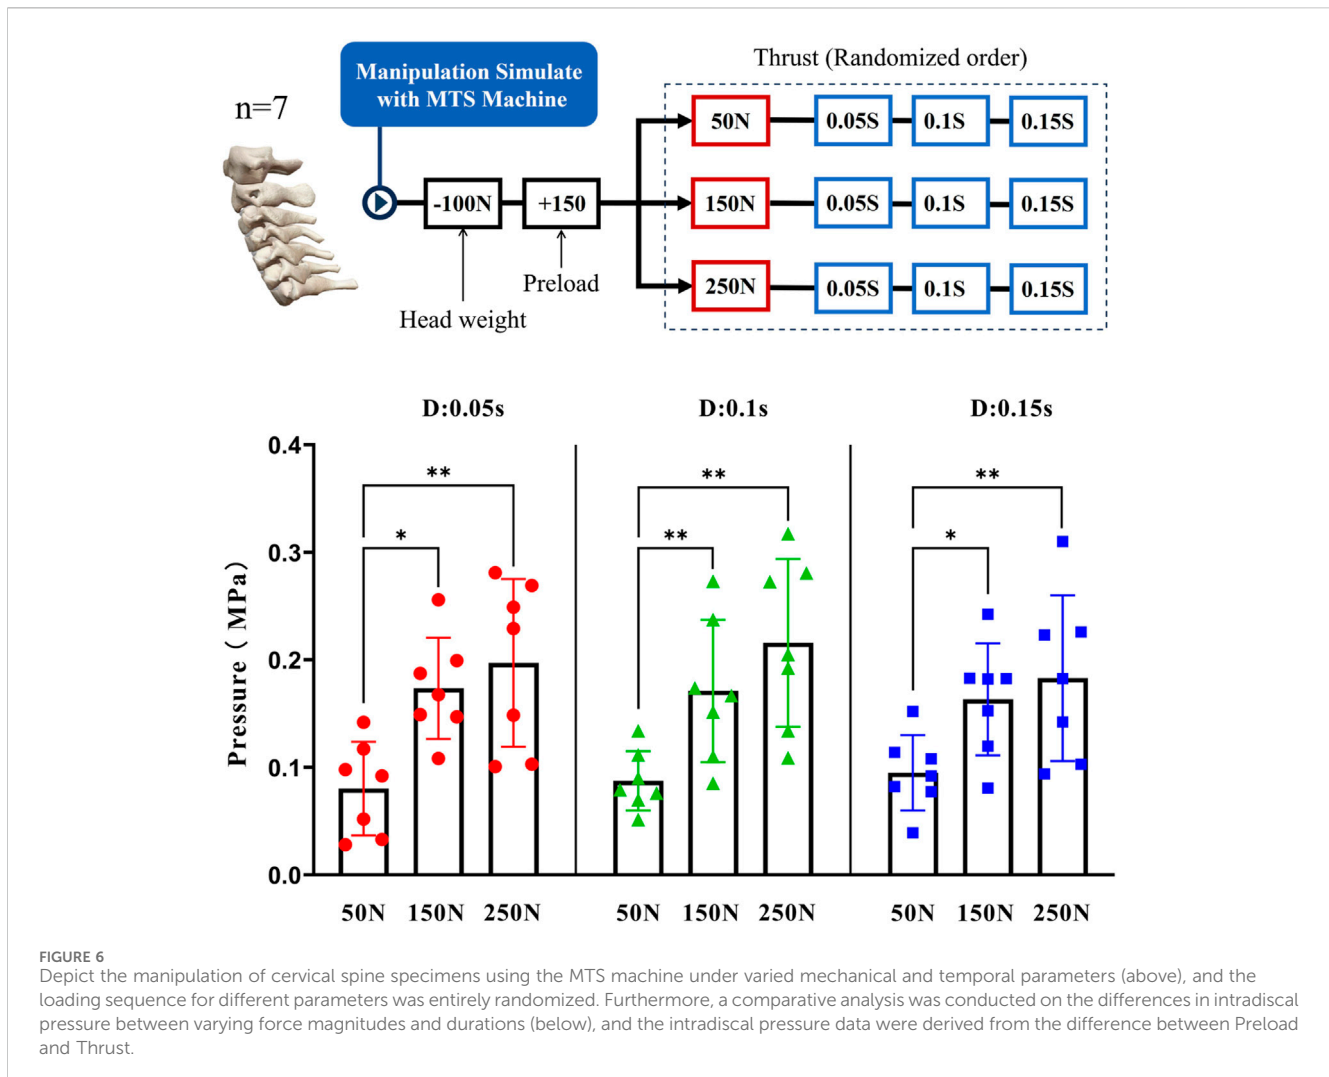 Manipulation Simulate
with MTS Machine
Thrust (Randomized order)
n=7
50N 0.05S 0.1S 0.15S
-100N +150 150N 0.05S 0.1S 0.15S
250N 0.05S 0.1S 0.15S
Preload
Head weight
D:0.05s D:0.1s D:0.15s
0.4
** ** **
* ** *
0.3
0.2
0.1
0.0
Pressure ( MPa)
50N 150N 250N 50N 150N 250N 50N 150N 250N
FIGURE 6
Depict the manipulation of cervical spine specimens using the MTS machine under varied mechanical and temporal parameters (above), and the
loading sequence for different parameters was entirely randomized. Furthermore, a comparative analysis was conducted on the differences in intradiscal
pressure between varying force magnitudes and durations (below), and the intradiscal pressure data were derived from the difference between Preload
and Thrust.